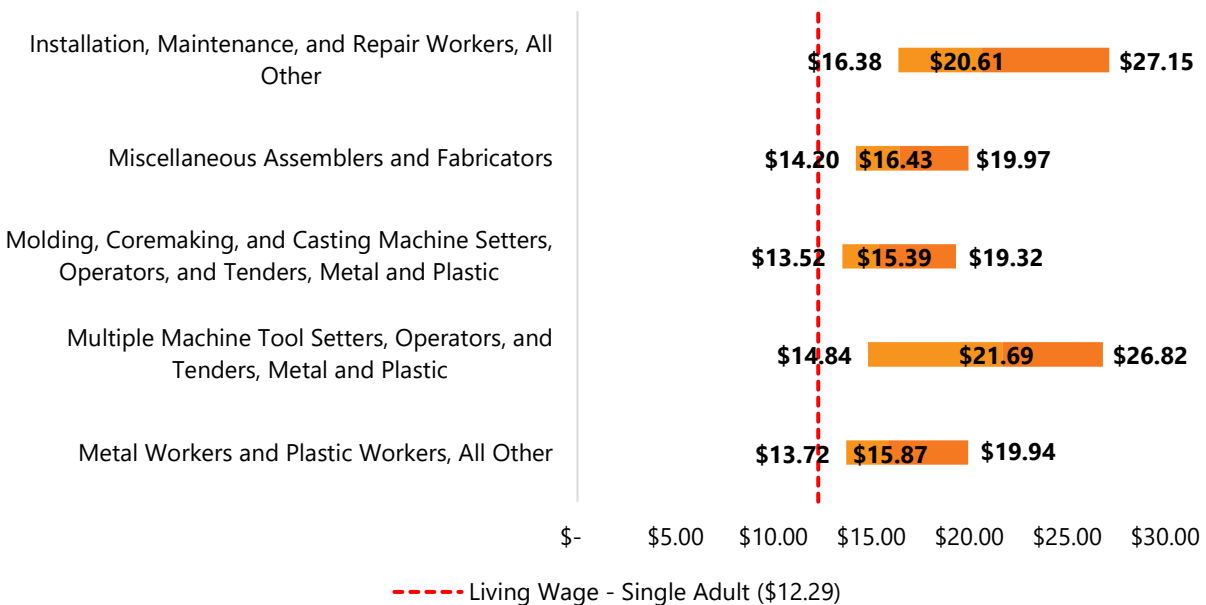 Installation, Maintenance, and Repair Workers, All
Other
$16.38 $20.61 $27.15
Miscellaneous Assemblers and Fabricators
$14.20 $16.43 $19.97
Molding, Coremaking, and Casting Machine Setters,
Operators, and Tenders, Metal and Plastic
$13.52 $15.39 $19.32
Multiple Machine Tool Setters, Operators, and
Tenders, Metal and Plastic
$14.84 $21.69 $26.82
Metal Workers and Plastic Workers, All Other
$13.72 $15.87 $19.94
$- $5.00 $10.00 $15.00 $20.00 $25.00 $30.00
Living Wage - Single Adult ($12.29)